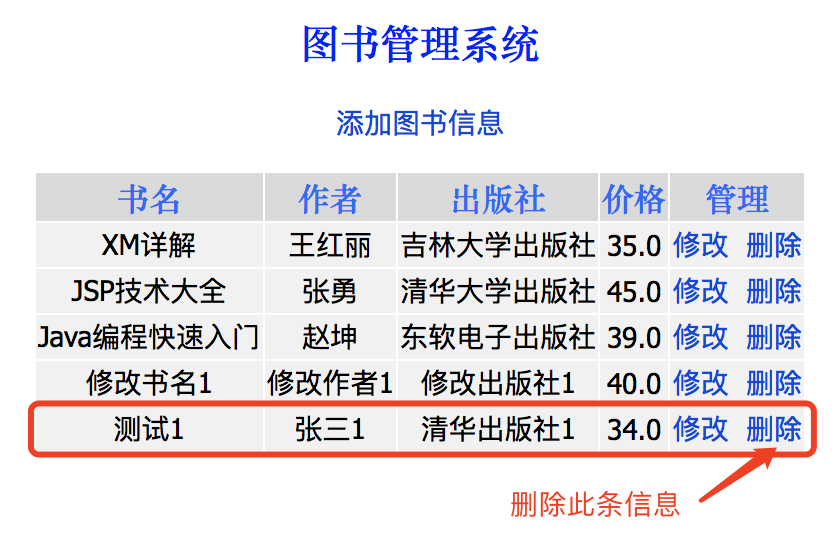 图书管理系统
添加图书信息
书名 作者 出版社 价格 管理
XM详解 王红丽 吉林大学出版社 35.0 修改 删除
JSP技术大全 张勇 清华大学出版社 45.0 修改 删除
Java编程快速入门 赵坤 东软电子出版社 39.0 修改 删除
修改书名1 修改作者1 修改出版社1 40.0 修改 删除
测试1 张三1 清华出版社1 34.0 修改 删除
删除此条信息